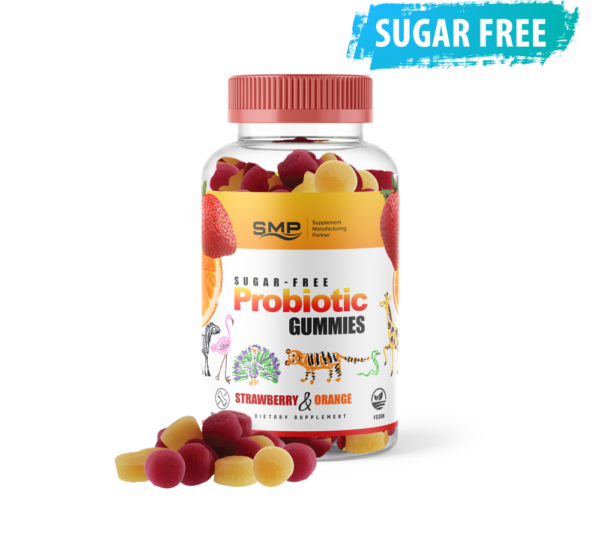 SUGAR FREE
SMP
Supplement
Manufacturing
Partner
SUGAR-FREE
Probiotic
GUMMIES
STRAWBERRY & ORANGE
DIETARY SUPPLEMENT
VEGAN